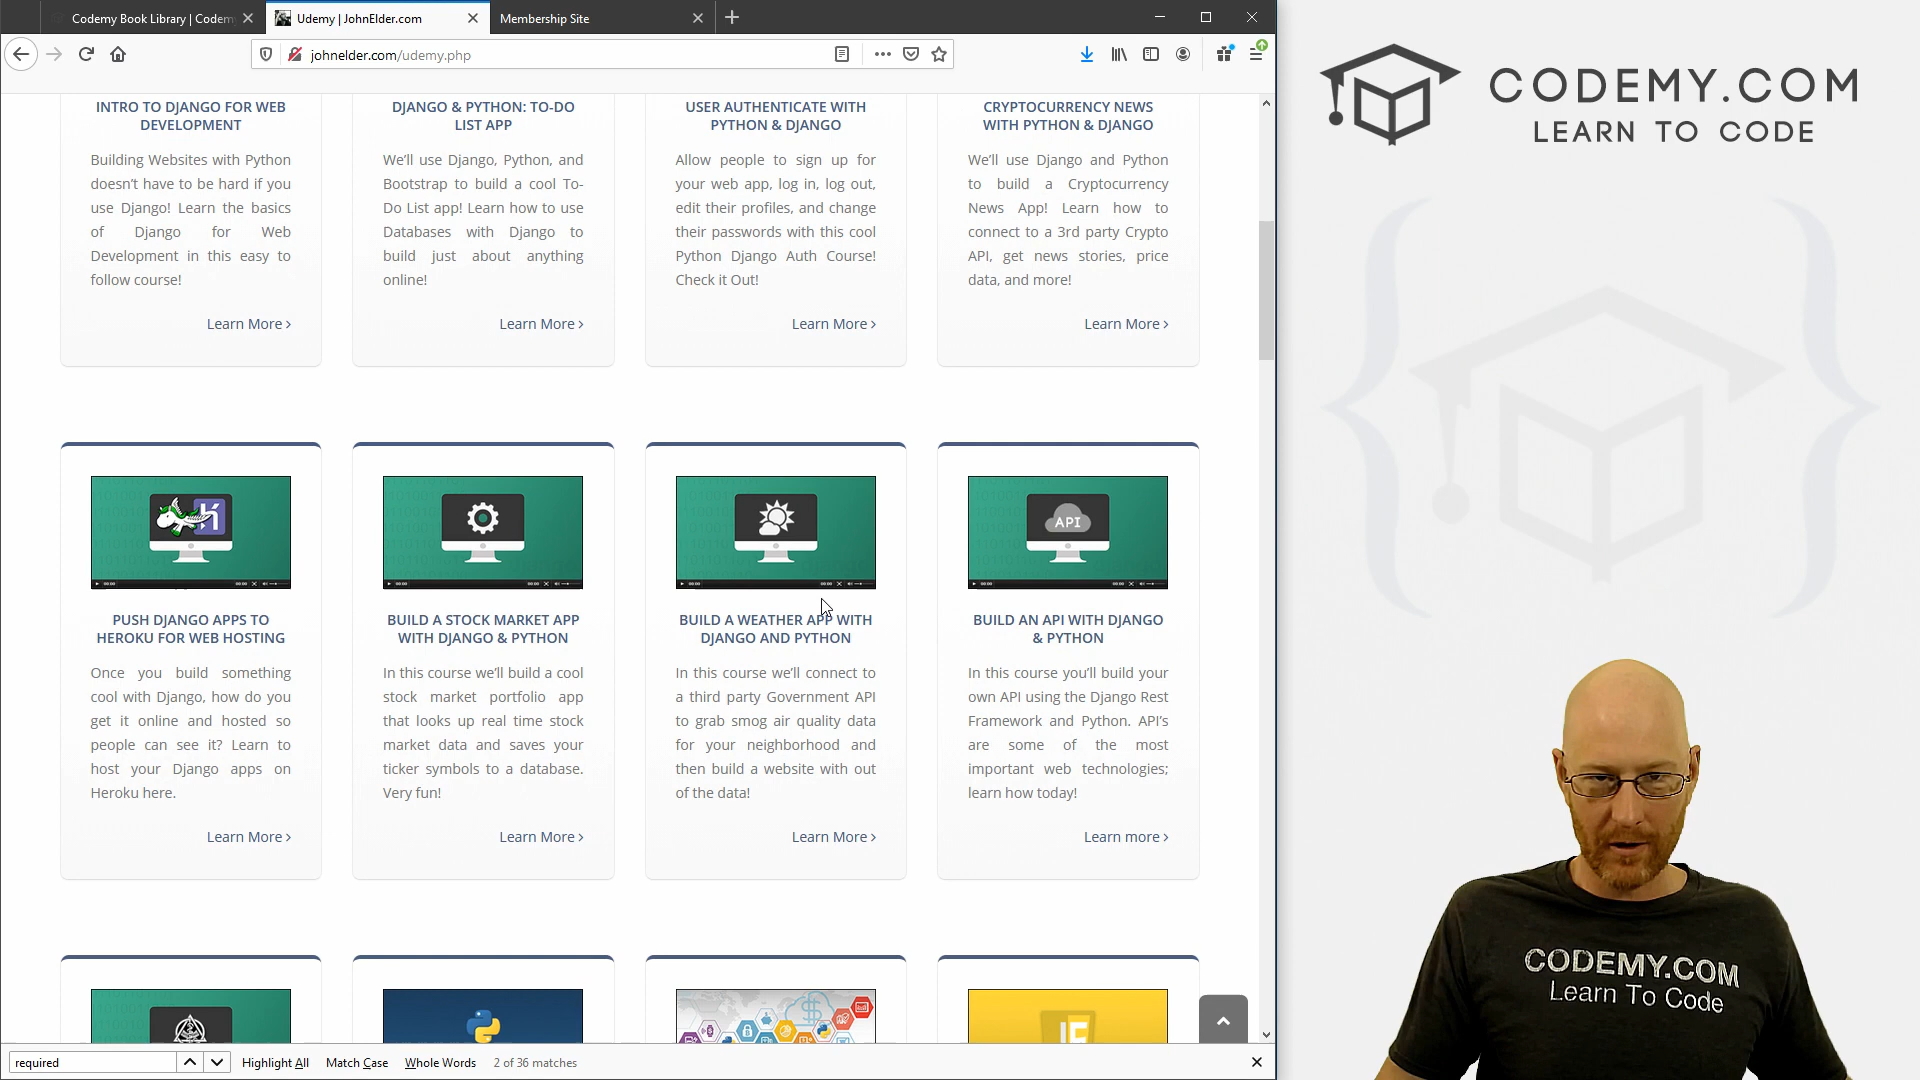 Codemy Book Library | Codem
Udemy | JohnElder.com
Membership Site
johnelder.com/udemy.php
INTRO TO DJANGO FOR WEB
DEVELOPMENT
Building Websites with Python
doesn't have to be hard if you
use Django! Learn the basics
of Django for Web
Development in this easy to
follow course!
Learn More
DJANGO & PYTHON: TO-DO
LIST APP
We'll use Django, Python, and
Bootstrap to build a cool To-
Do List app! Learn how to use
Databases with Django to
build just about anything
online!
Learn More
USER AUTHENTICATE WITH
PYTHON & DJANGO
Allow people to sign up for
your web app, log in, log out,
edit their profiles, and change
their passwords with this cool
Python Django Auth Course!
Check it Out!
Learn More
CRYPTOCURRENCY NEWS
WITH PYTHON & DJANGO
We'll use Django and Python
to build a Cryptocurrency
News App! Learn how to
connect to a 3rd party Crypto
API, get news stories, price
data, and more!
Learn More
PUSH DJANGO APPS TO
HEROKU FOR WEB HOSTING
Once you build something
cool with Django, how do you
get it online and hosted so
people can see it? Learn to
host your Django apps on
Heroku here.
Learn More
BUILD A STOCK MARKET APP
WITH DJANGO & PYTHON
In this course we'll build a cool
stock market portfolio app
that looks up real time stock
market data and saves your
ticker symbols to a database.
Very fun!
Learn More
BUILD A WEATHER APP WITH
DJANGO AND PYTHON
In this course we'll connect to
a third party Government API
to grab smog air quality data
for your neighborhood and
then build a website with out
of the data!
Learn More
API
BUILD AN API WITH DJANGO
& PYTHON
In this course you'll build your
own API using the Django Rest
Framework and Python. API's
are some of the most
important web technologies;
learn how today!
Learn more
required
Highlight All
Match Case
Whole Words
2 of 36 matches
CODEMY.COM
LEARN TO CODE
CODEMY.COM
Learn To Code